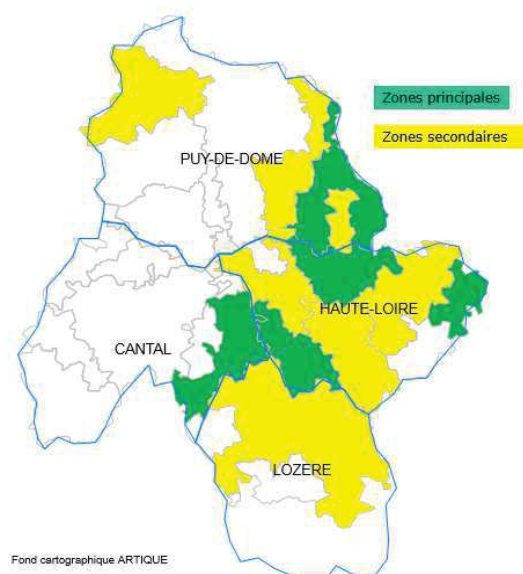 Zones principales
Zones secondaires
PUY-DE-DOME
HAUTE-LOIRE
CANTAL
LOZERE
Fond cartographique ARTIQUE